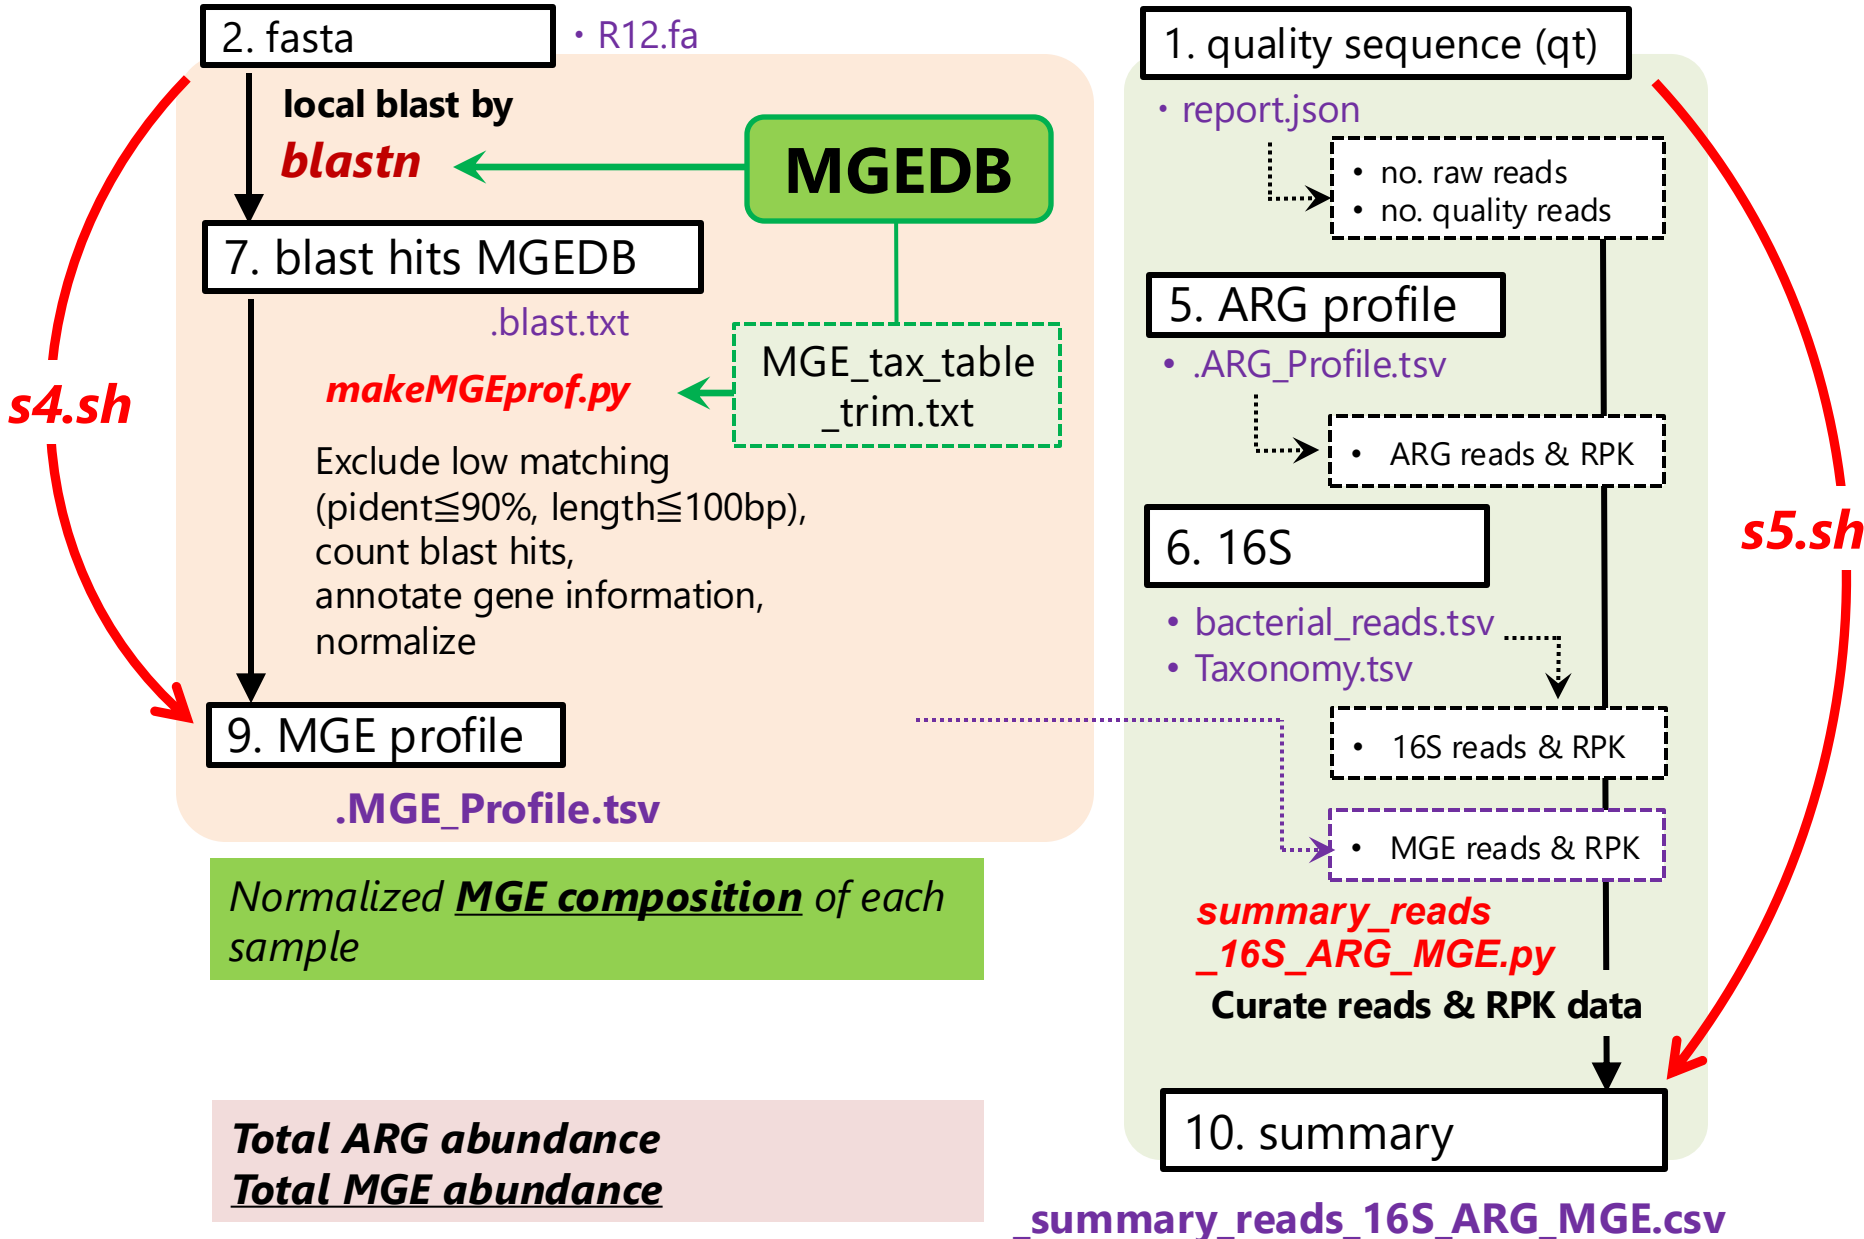 2. fasta
・R12.fa
local blast by
blastn
MGEDB
7. blast hits MGEDB
.blast.txt
makeMGEprof.py
MGE_tax_table
_trim.txt
s4.sh
Exclude low matching
(pident≦90%, length≦100bp),
count blast hits,
annotate gene information,
normalize
9. MGE profile
.MGE_Profile.tsv
Normalized MGE composition of each
sample
Total ARG abundance
Total MGE abundance
1. quality sequence (qt)
・report.json
• no. raw reads
• no. quality reads
5. ARG profile
• .ARG_Profile.tsv
• ARG reads & RPK
s5.sh
6. 16S
• bacterial_reads.tsv
• Taxonomy.tsv
• 16S reads & RPK
• MGE reads & RPK
summary_reads
_16S_ARG_MGE.py
Curate reads & RPK data
10. summary
_summary_reads_16S_ARG_MGE.csv